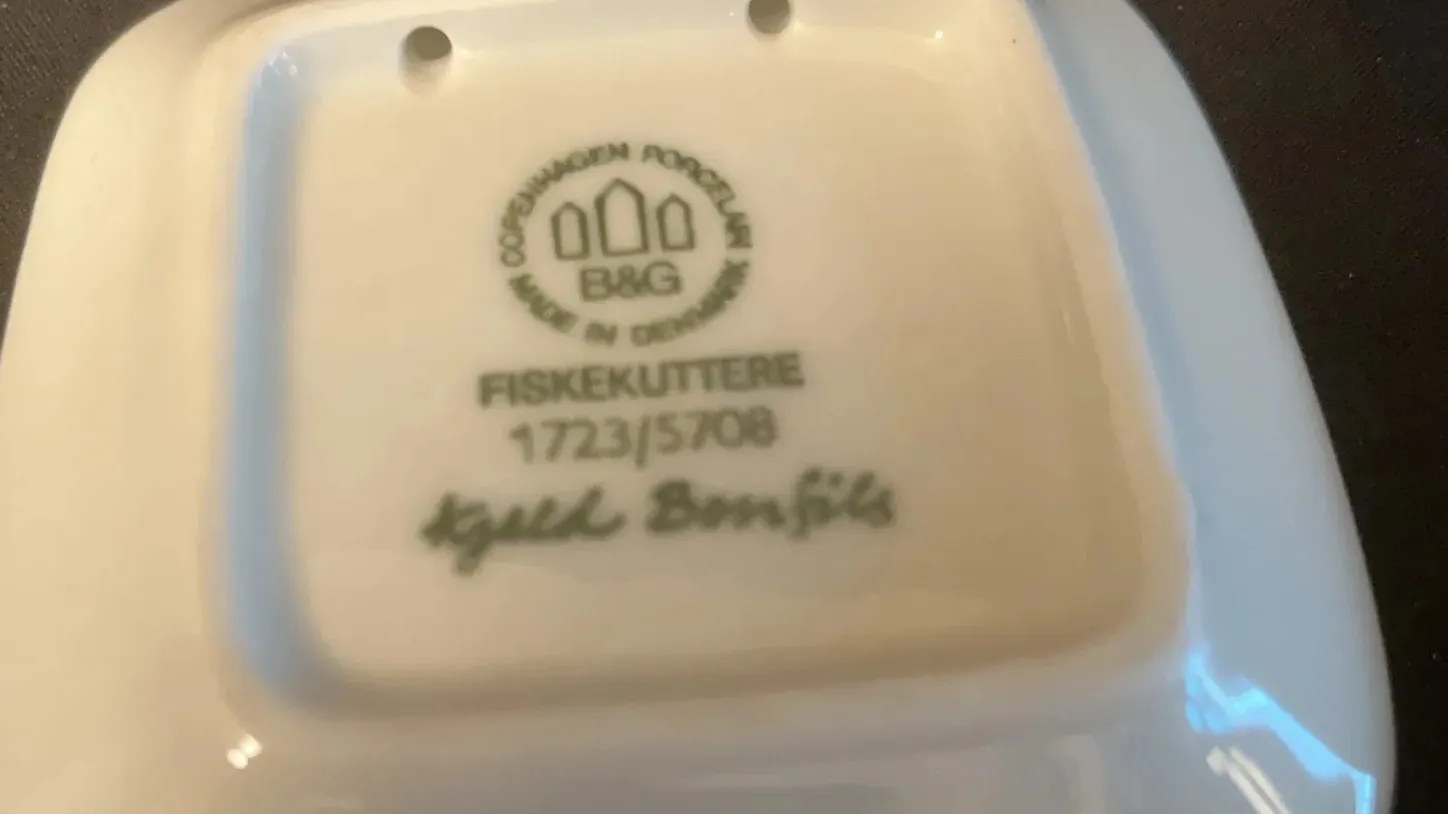 COPENHAGEN PORCELAIN
B&G
MADE IN DENMARK
FISKEKUTTERE
1723/5708
Kjeld Bonfils